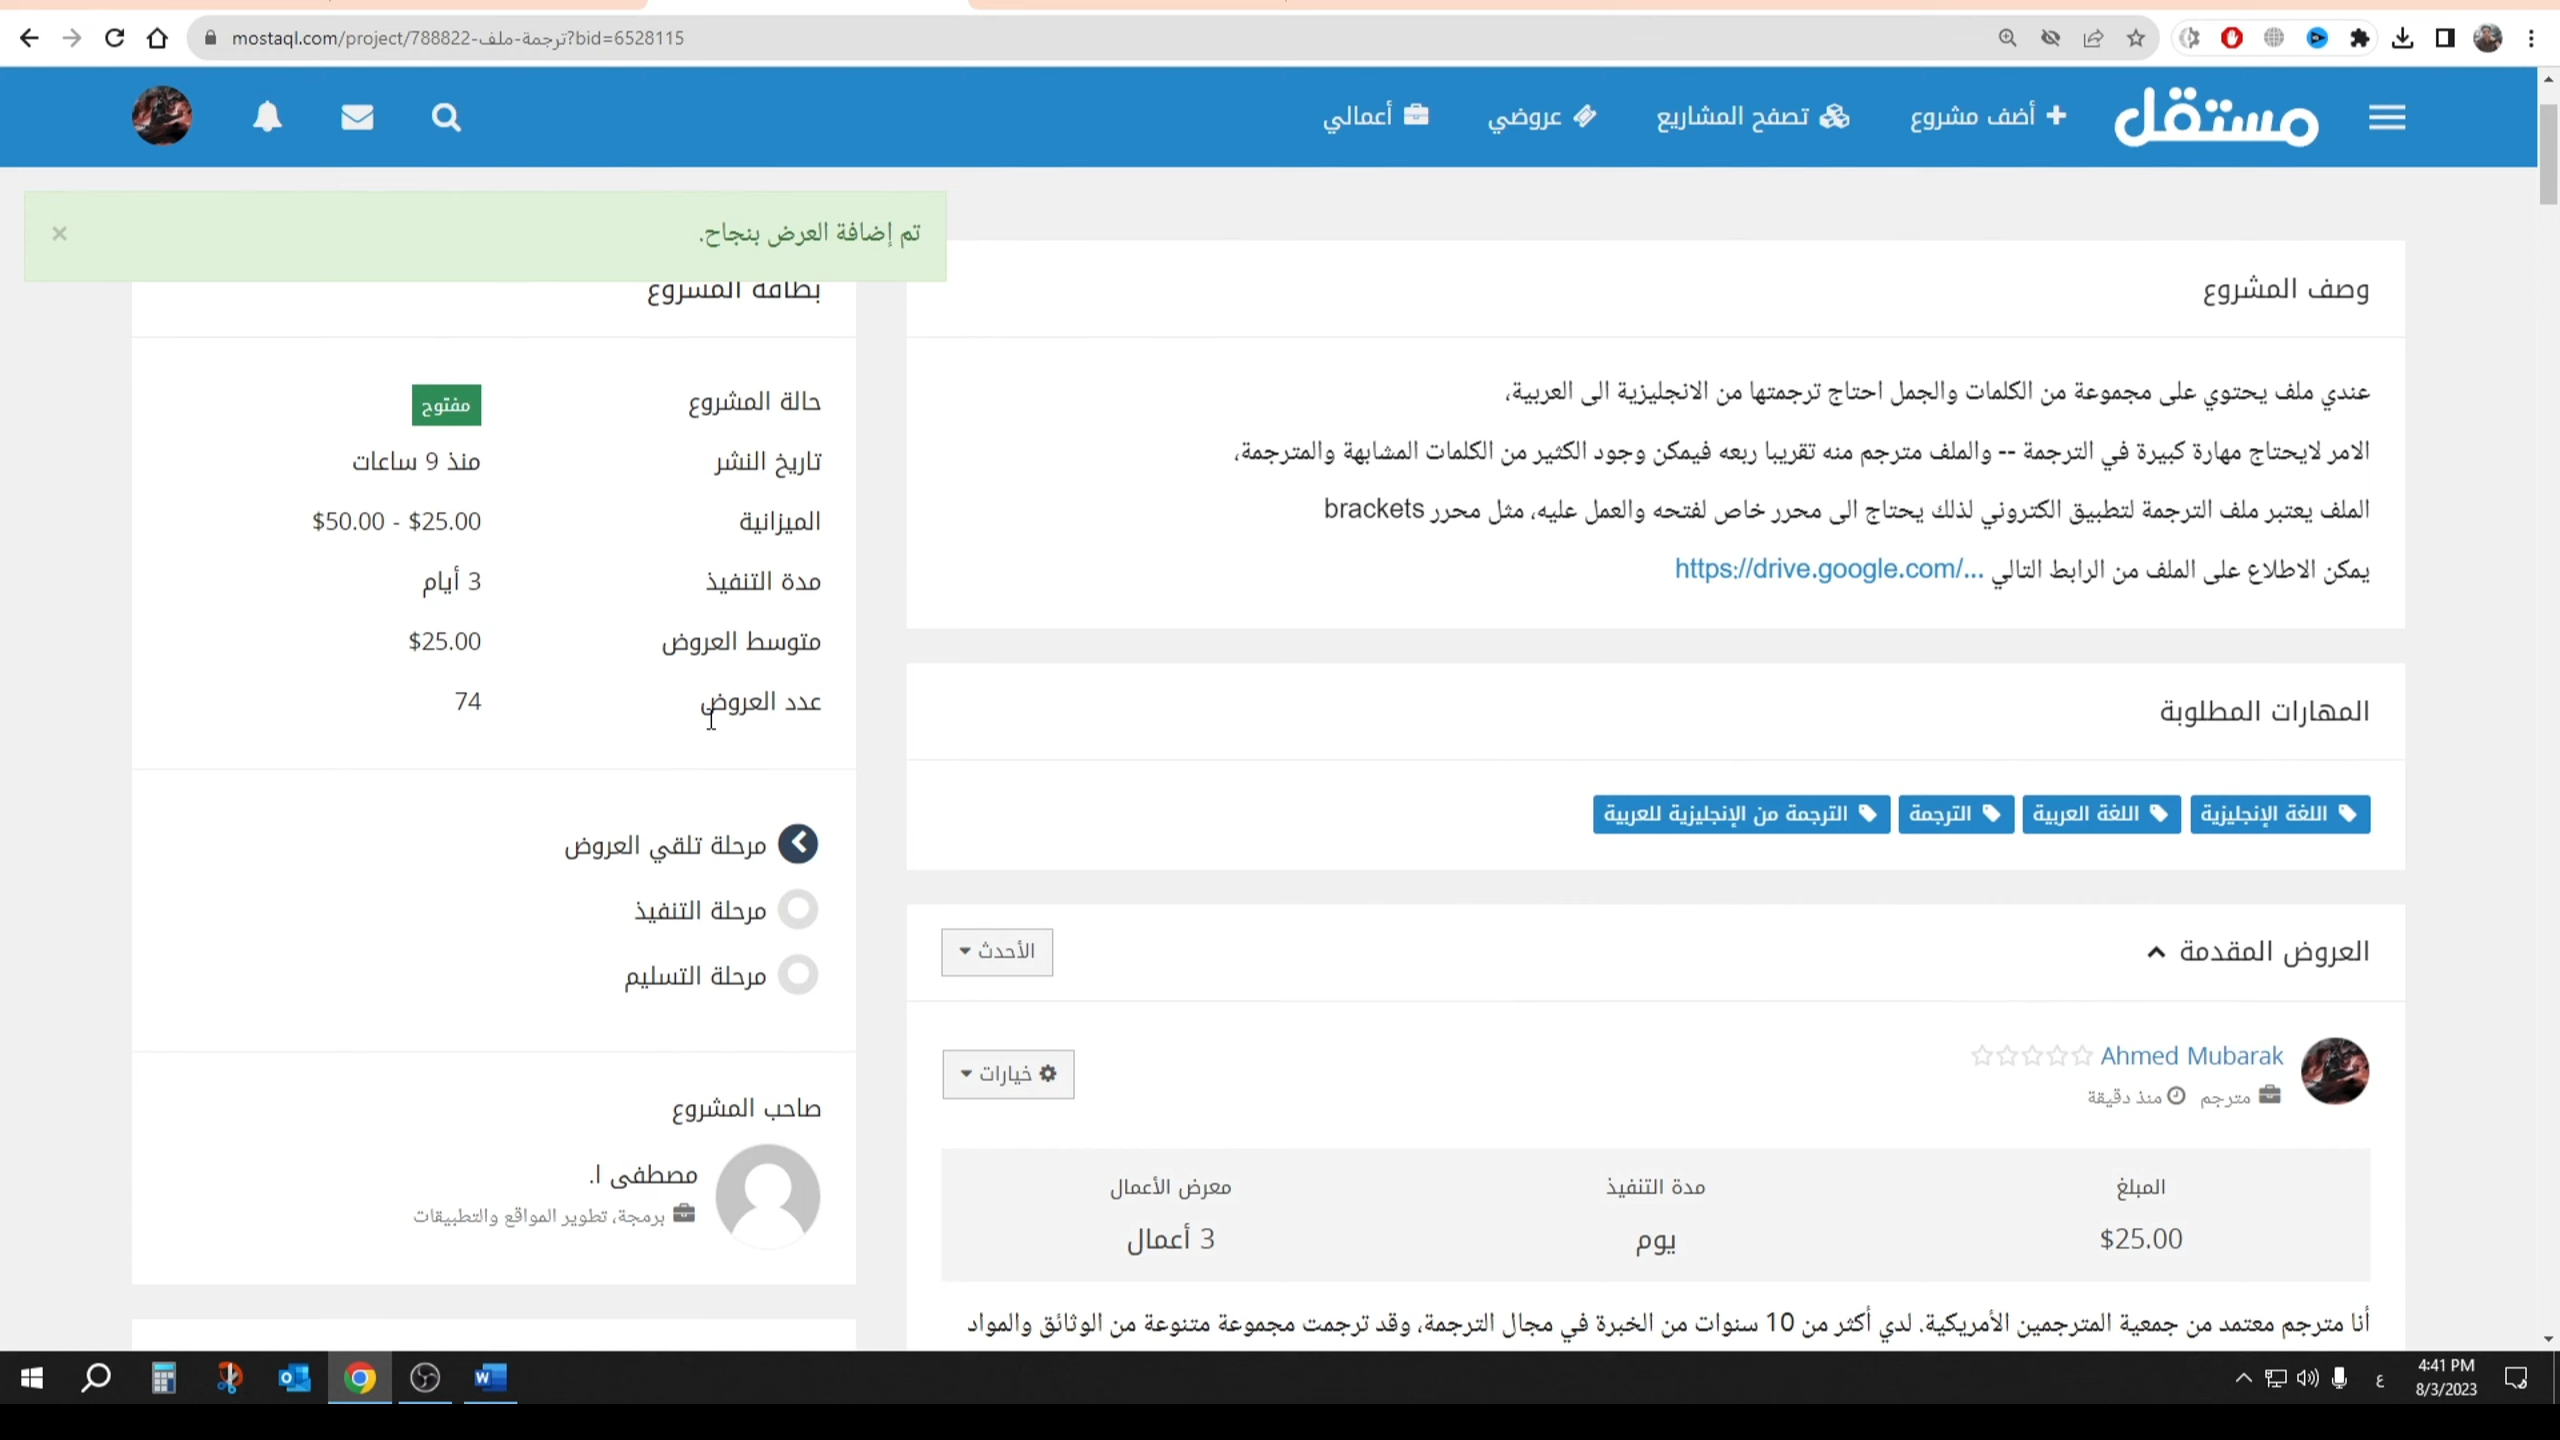 mostaql.com/project/788822-ترجمة-ملف?bid=6528115
مستقل
أضف مشروع
تصفح المشاريع
عروضي
أعمالي
تم إضافة العرض بنجاح.
×
وصف المشروع
عندي ملف يحتوي على مجموعة من الكلمات والجمل احتاج ترجمتها من الانجليزية الى العربية،
الامر لايحتاج مهارة كبيرة في الترجمة -- والملف مترجم منه تقريبا ربعه فيمكن وجود الكثير من الكلمات المشابهة والمترجمة،
الملف يعتبر ملف الترجمة لتطبيق الكتروني لذلك يحتاج الى محرر خاص لفتحه والعمل عليه، مثل محرر brackets
يمكن الاطلاع على الملف من الرابط التالي https://drive.google.com/...
المهارات المطلوبة
اللغة الإنجليزية
اللغة العربية
الترجمة
الترجمة من الإنجليزية للعربية
العروض المقدمة
الأحدث
Ahmed Mubarak
مترجم
منذ دقيقة
خيارات
المبلغ
مدة التنفيذ
معرض الأعمال
$25.00
يوم
3 أعمال
أنا مترجم معتمد من جمعية المترجمين الأمريكية. لدي أكثر من 10 سنوات من الخبرة في مجال الترجمة، وقد ترجمت مجموعة متنوعة من الوثائق والمواد
بطاقة المشروع
حالة المشروع
مفتوح
تاريخ النشر
منذ 9 ساعات
الميزانية
$25.00 - $50.00
مدة التنفيذ
3 أيام
متوسط العروض
$25.00
عدد العروض
74
مرحلة تلقي العروض
مرحلة التنفيذ
مرحلة التسليم
صاحب المشروع
مصطفى ا.
برمجة، تطوير المواقع والتطبيقات
ع
4:41 PM
8/3/2023